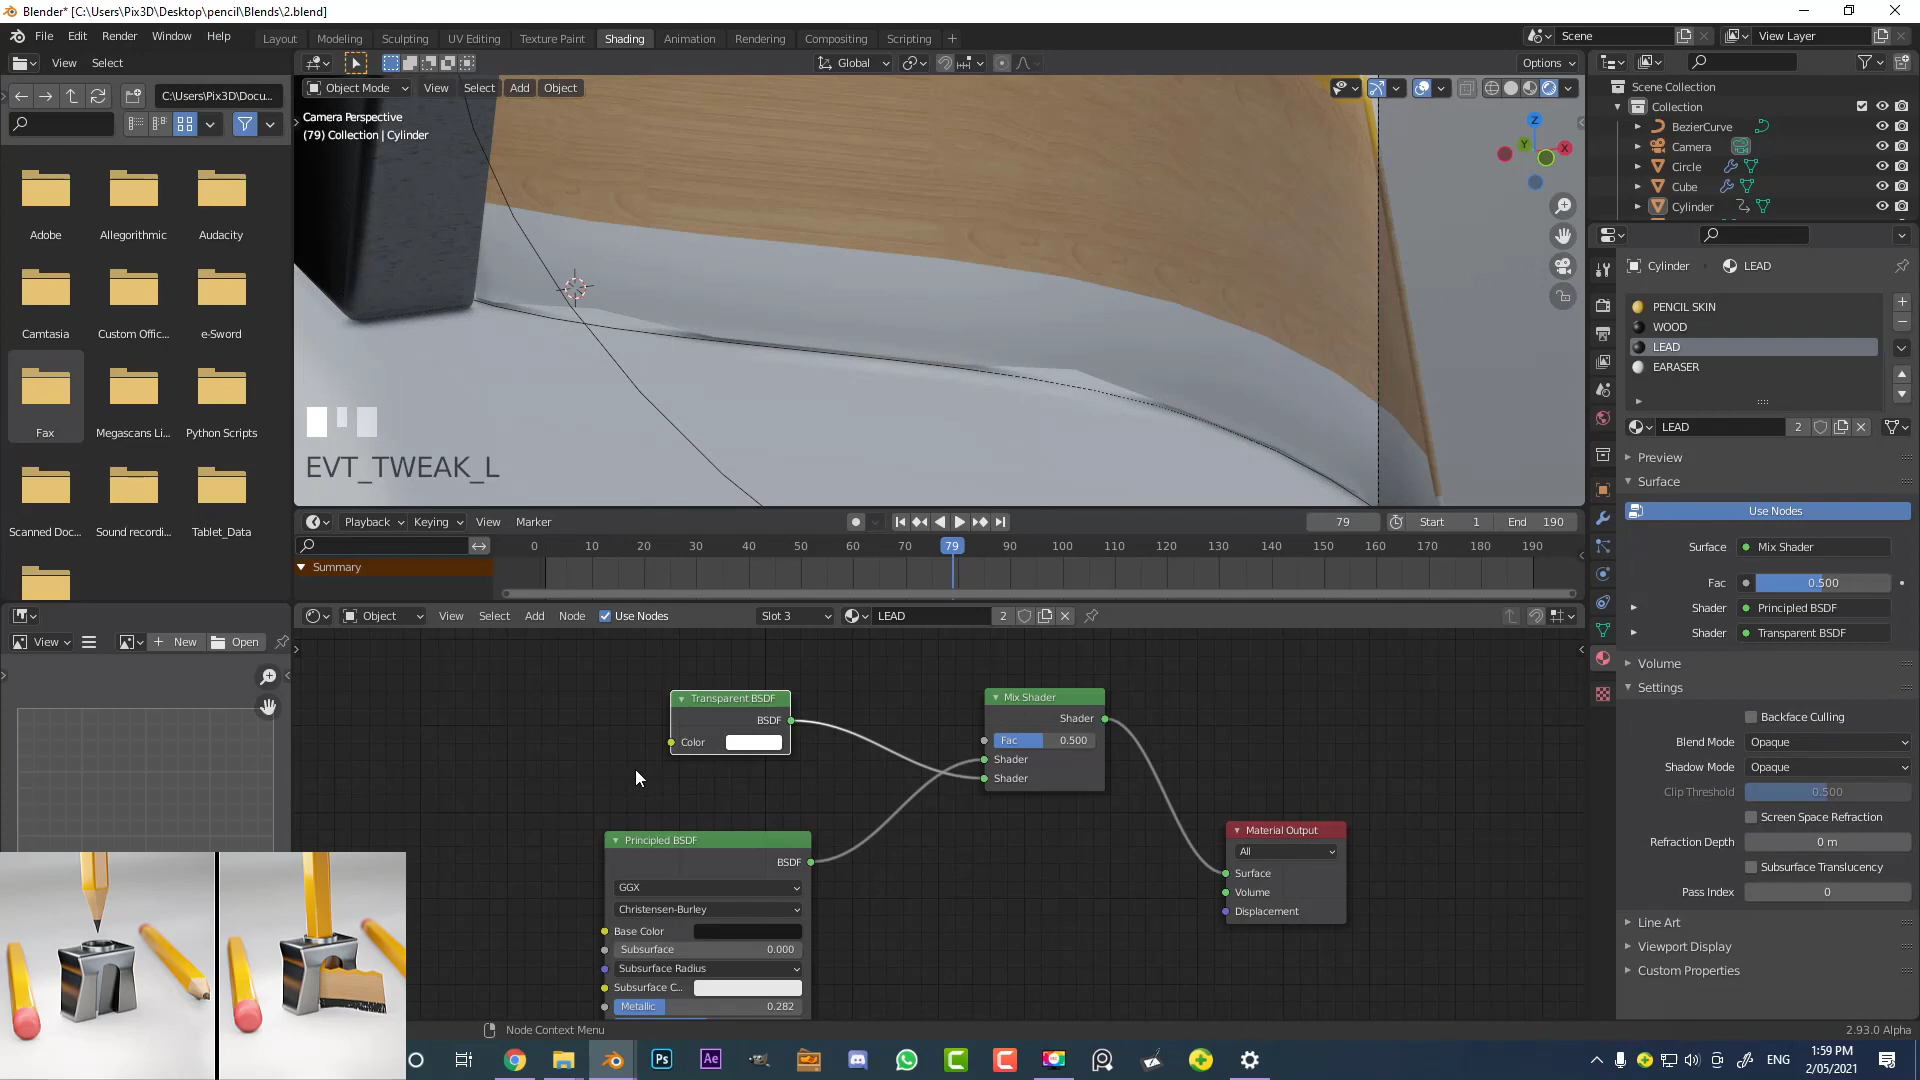 Blender* [C:\Users\Pix3D\Desktop\pencil\Blends\2.blend]
File Edit Render Window Help
Layout Modeling Sculpting UV Editing Texture Paint Shading Animation Rendering Compositing Scripting
Scene View Layer
View Select
C:\Users\Pix3D\Docu...
Global
Options
Object Mode View Select Add Object
Camera Perspective
(79) Collection | Cylinder
Z
Y
X
Scene Collection
Collection
BezierCurve
Camera
Circle
Cube
Cylinder
Adobe Allegorithmic Audacity
Camtasia Custom Offic... e-Sword
Fax Megascans Li... Python Scripts
Scanned Doc... Sound recordi... Tablet_Data
EVT_TWEAK_L
Cylinder LEAD
PENCIL SKIN
WOOD
LEAD
EARASER
LEAD 2
Preview
Surface
Use Nodes
Surface Mix Shader
Fac 0.500
Shader Principled BSDF
Shader Transparent BSDF
Volume
Settings
Backface Culling
Blend Mode Opaque
Shadow Mode Opaque
Clip Threshold 0.500
Screen Space Refraction
Refraction Depth 0 m
Subsurface Translucency
Pass Index 0
Line Art
Viewport Display
Custom Properties
Playback Keying View Marker
79 Start 1 End 190
0 10 20 30 40 50 60 70 79 90 100 110 120 130 140 150 160 170 180 190
Summary
Object View Select Add Node Use Nodes Slot 3 LEAD 2
View New Open
Transparent BSDF
BSDF
Color
Mix Shader
Shader
Fac 0.500
Shader
Shader
Principled BSDF
BSDF
GGX
Christensen-Burley
Base Color
Subsurface 0.000
Subsurface Radius
Subsurface C...
Metallic 0.282
Material Output
All
Surface
Volume
Displacement
Node Context Menu
2.93.0 Alpha
Ps Ae
ENG
1:59 PM
2/05/2021